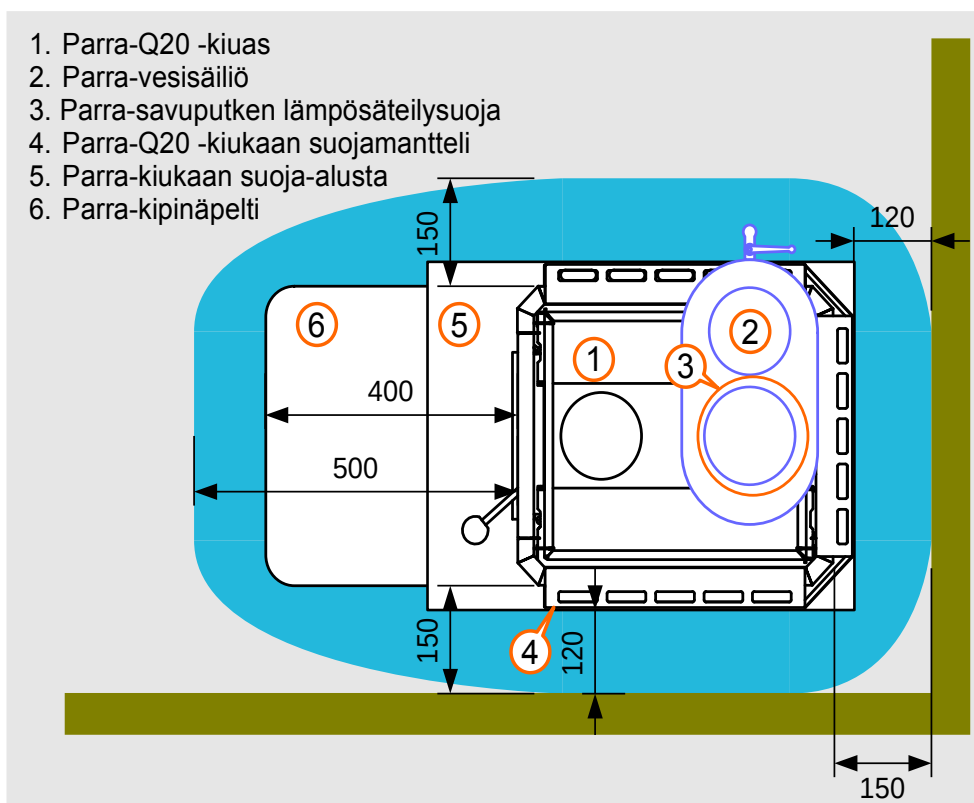 1. Parra-Q20 -kiuas
2. Parra-vesisäiliö
3. Parra-savuputken lämpösäteilysuoja
4. Parra-Q20 -kiukaan suojamantteli
5. Parra-kiukaan suoja-alusta
6. Parra-kipinäpelti
150
120
6
5
1
2
3
400
500
150
4
120
150